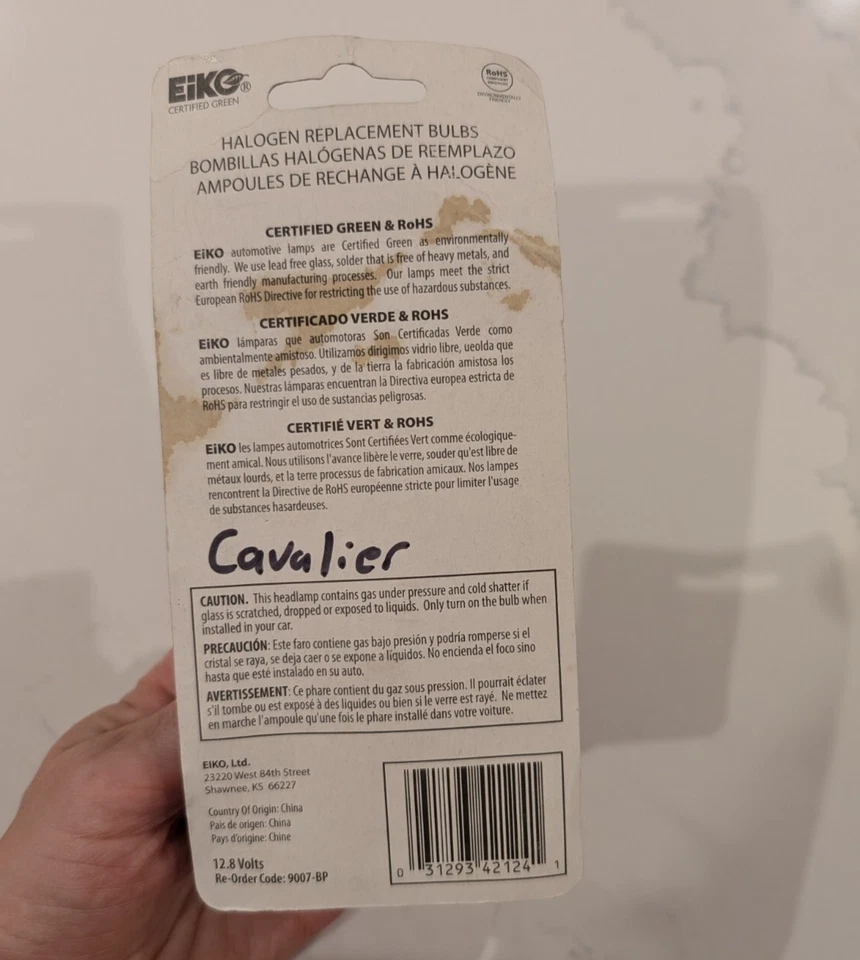 EiKO®
CERTIFIED GREEN
RoHS
COMPLIANT
ENVIRONMENTALLY
FRIENDLY
HALOGEN REPLACEMENT BULBS
BOMBILLAS HALÓGENAS DE REEMPLAZO
AMPOULES DE RECHANGE À HALOGÈNE
CERTIFIED GREEN & RoHS
EiKO automotive lamps are Certified Green as environmentally
friendly. We use lead free glass, solder that is free of heavy metals, and
earth friendly manufacturing processes. Our lamps meet the strict
European RoHS Directive for restricting the use of hazardous substances.
CERTIFICADO VERDE & ROHS
EiKO lámparas que automotoras Son Certificadas Verde como
ambientalmente amistoso. Utilizamos dirigimos vidrio libre, ueolda que
es libre de metales pesados, y de la tierra la fabricación amistosa los
procesos. Nuestras lámparas encuentran la Directiva europea estricta de
RoHS para restringir el uso de sustancias peligrosas.
CERTIFIÉ VERT & ROHS
EiKO les lampes automotrices Sont Certifiées Vert comme écologique-
ment amical. Nous utilisons l'avance libère le verre, souder qu'est libre de
métaux lourds, et la terre processus de fabrication amicaux. Nos lampes
rencontrent la Directive de RoHS européenne stricte pour limiter l'usage
de substances hasardeuses.
Cavalier
CAUTION. This headlamp contains gas under pressure and cold shatter if
glass is scratched, dropped or exposed to liquids. Only turn on the bulb when
installed in your car.
PRECAUCIÓN: Este faro contiene gas bajo presión y podría romperse si el
cristal se raya, se deja caer o se expone a líquidos. No encienda el foco sino
hasta que esté instalado en su auto.
AVERTISSEMENT: Ce phare contient du gaz sous pression. Il pourrait éclater
s'il tombe ou est exposé à des liquides ou bien si le verre est rayé. Ne mettez
en marche l'ampoule qu'une fois le phare installé dans votre voiture.
EIKO, Ltd.
23220 West 84th Street
Shawnee, KS 66227
Country Of Origin: China
Pais de origen: China
Pays d'origine: Chine
12.8 Volts
Re-Order Code: 9007-BP
0 31293 42124 1